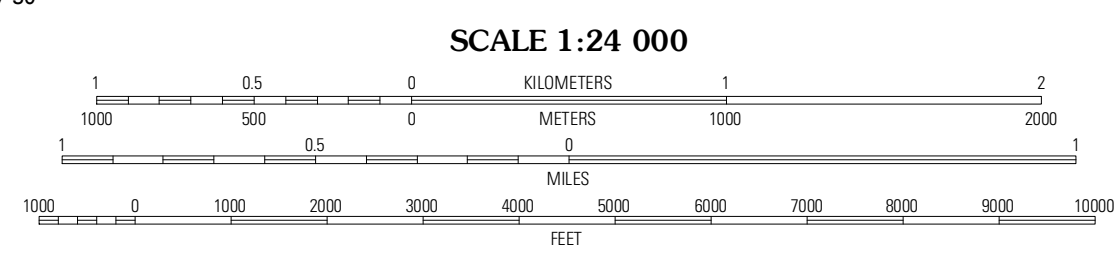 SCALE 1:24 000
1 0.5 0 KILOMETERS 1 2
1000 500 0 METERS 1000 2000
1 0.5 0 1
MILES
1000 0 1000 2000 3000 4000 5000 6000 7000 8000 9000 10000
FEET